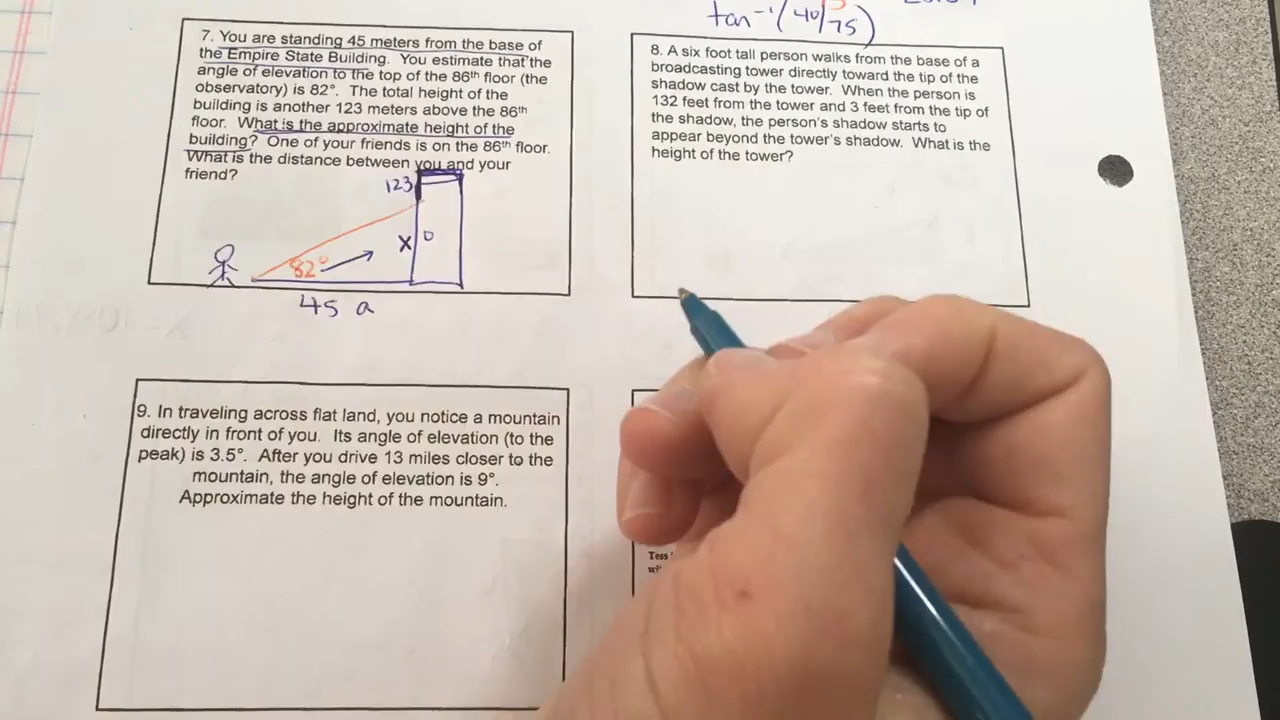 tan⁻¹(40/75)
7. You are standing 45 meters from the base of
the Empire State Building. You estimate that the
angle of elevation to the top of the 86th floor (the
observatory) is 82°. The total height of the
building is another 123 meters above the 86th
floor. What is the approximate height of the
building? One of your friends is on the 86th floor.
What is the distance between you and your
friend?
123
X
o
82°
45 a
8. A six foot tall person walks from the base of a
broadcasting tower directly toward the tip of the
shadow cast by the tower. When the person is
132 feet from the tower and 3 feet from the tip of
the shadow, the person's shadow starts to
appear beyond the tower's shadow. What is the
height of the tower?
9. In traveling across flat land, you notice a mountain
directly in front of you. Its angle of elevation (to the
peak) is 3.5°. After you drive 13 miles closer to the
mountain, the angle of elevation is 9°.
Approximate the height of the mountain.
Tess